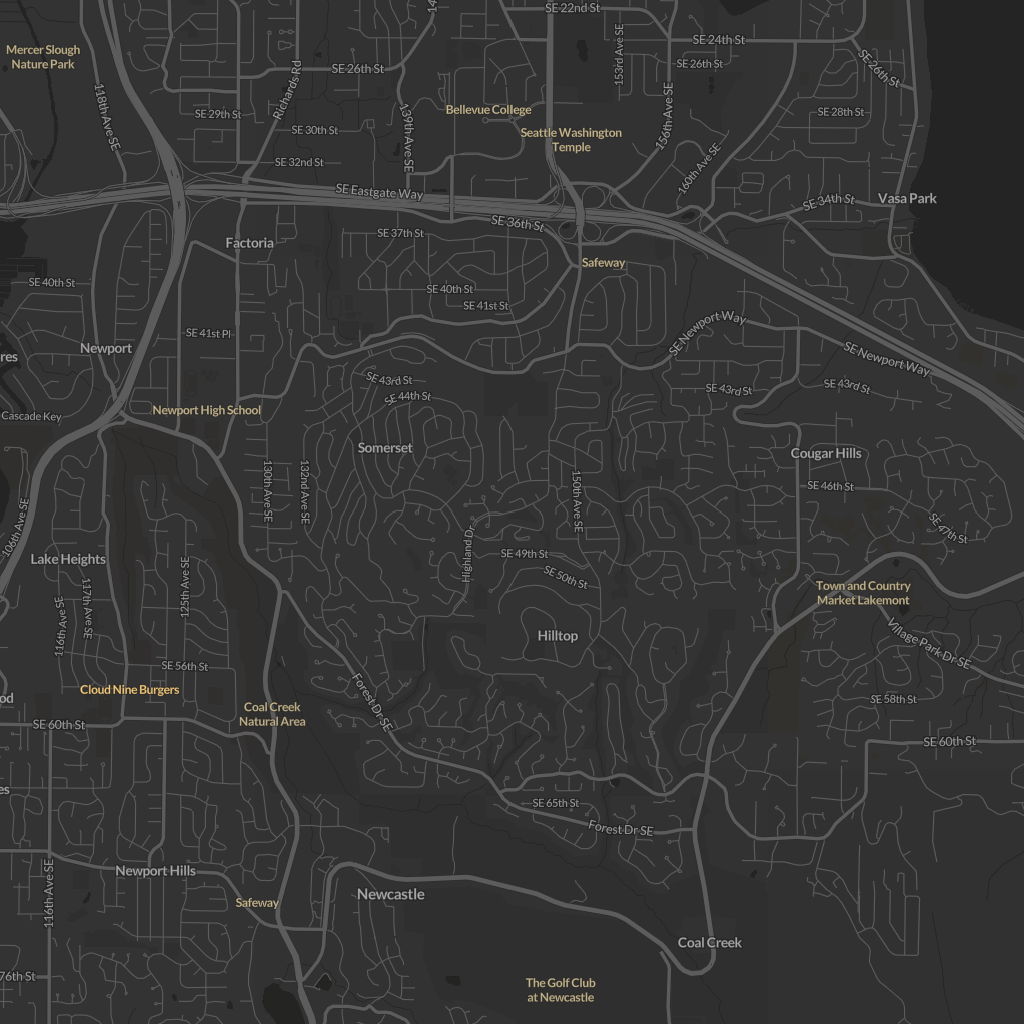 SE 22nd St
14
SE 24th St
Mercer Slough
Nature Park
153rd Ave SE
SE 26th St
SE 26th St
SE 26th St
Richards Rd
118th Ave SE
Bellevue College
SE 29th St
139th Ave SE
156th Ave SE
SE 28th St
SE 30th St
Seattle Washington
Temple
SE 32nd St
160th Ave SE
SE Eastgate Way
SE 34th St
Vasa Park
SE 36th St
SE 37th St
Factoria
Safeway
SE 40th St
SE 40th St
SE 41st St
SE Newport Way
SE 41st Pl
Newport
res
SE Newport Way
SE 43rd St
SE 44th St
SE 43rd St
SE 43rd St
Cascade Key
Newport High School
Somerset
Cougar Hills
130th Ave SE
132nd Ave SE
150th Ave SE
SE 46th St
106th Ave SE
SE 47th St
Highland Dr
SE 49th St
Lake Heights
SE 50th St
125th Ave SE
Town and Country
Market Lakemont
117th Ave SE
116th Ave SE
Hilltop
Village Park Dr SE
SE 56th St
Cloud Nine Burgers
od
Forest Dr SE
SE 58th St
Coal Creek
Natural Area
SE 60th St
SE 60th St
es
SE 65th St
Forest Dr SE
Newport Hills
116th Ave SE
Newcastle
Safeway
Coal Creek
76th St
The Golf Club
at Newcastle